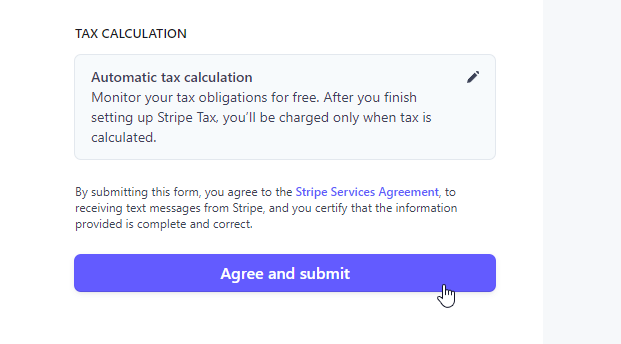 TAX CALCULATION
Automatic tax calculation
Monitor your tax obligations for free. After you finish
setting up Stripe Tax, you’ll be charged only when tax is
calculated.
By submitting this form, you agree to the Stripe Services Agreement, to
receiving text messages from Stripe, and you certify that the information
provided is complete and correct.
Agree and submit